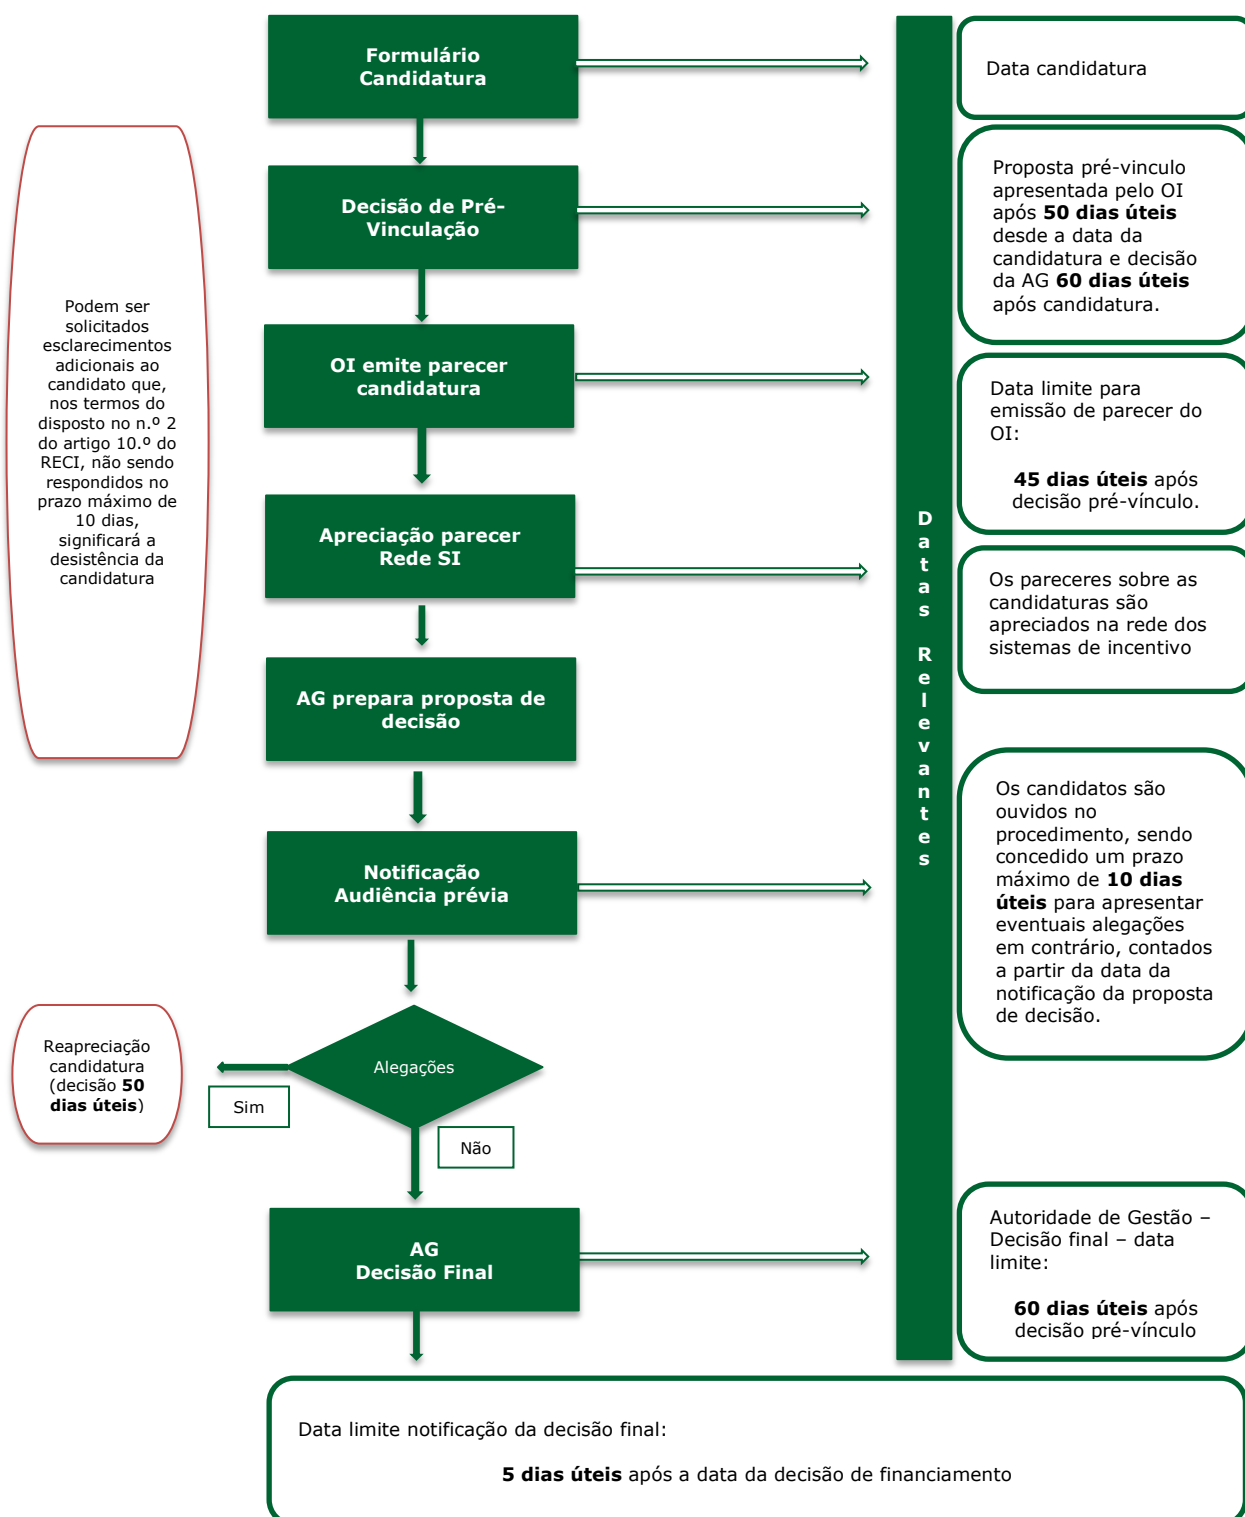 Formulário
Candidatura
Data candidatura
Decisão de Pré-
Vinculação
Proposta pré-vinculo
apresentada pelo OI
após 50 dias úteis
desde a data da
candidatura e decisão
da AG 60 dias úteis
após candidatura.
Podem ser
solicitados
esclarecimentos
adicionais ao
candidato que,
nos termos do
disposto no n.º 2
do artigo 10.º do
RECI, não sendo
respondidos no
prazo máximo de
10 dias,
significará a
desistência da
candidatura
OI emite parecer
candidatura
Data limite para
emissão de parecer do
OI:
45 dias úteis após
decisão pré-vínculo.
Apreciação parecer
Rede SI
Os pareceres sobre as
candidaturas são
apreciados na rede dos
sistemas de incentivo
D
a
t
a
s
R
e
l
e
v
a
n
t
e
s
AG prepara proposta de
decisão
Notificação
Audiência prévia
Os candidatos são
ouvidos no
procedimento, sendo
concedido um prazo
máximo de 10 dias
úteis para apresentar
eventuais alegações
em contrário, contados
a partir da data da
notificação da proposta
de decisão.
Alegações
Reapreciação
candidatura
(decisão 50
dias úteis)
Sim
Não
AG
Decisão Final
Autoridade de Gestão –
Decisão final – data
limite:
60 dias úteis após
decisão pré-vínculo
Data limite notificação da decisão final:
5 dias úteis após a data da decisão de financiamento